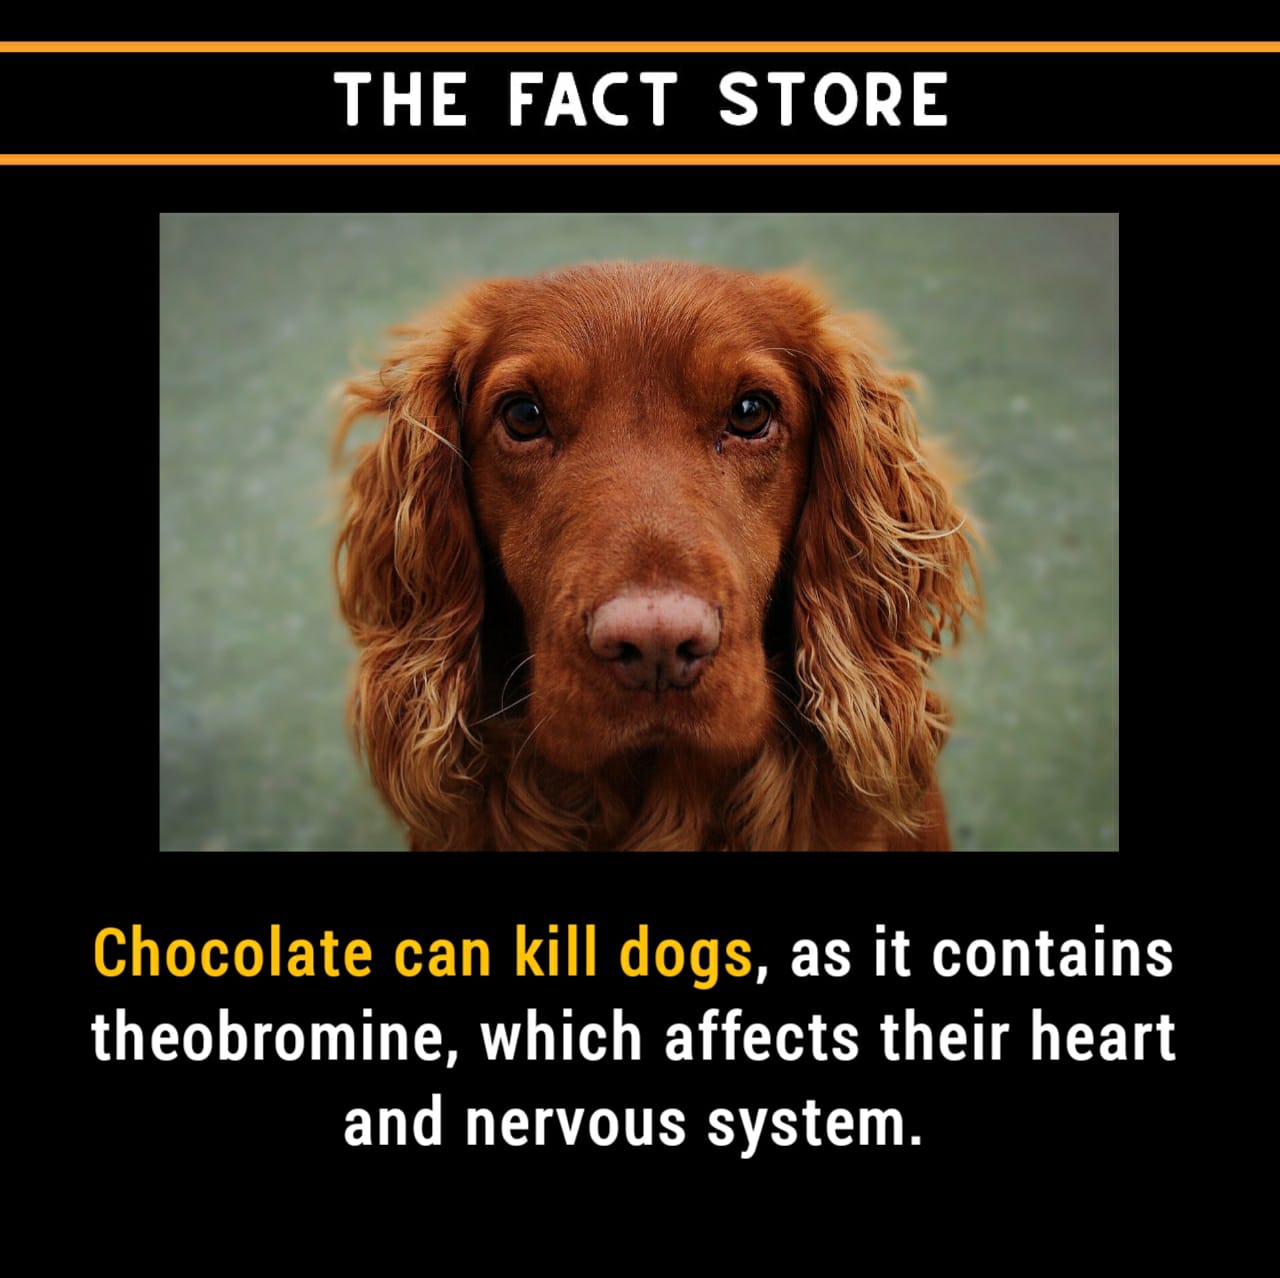 THE FACT STORE
Chocolate can kill dogs, as it contains
theobromine, which affects their heart
and nervous system.